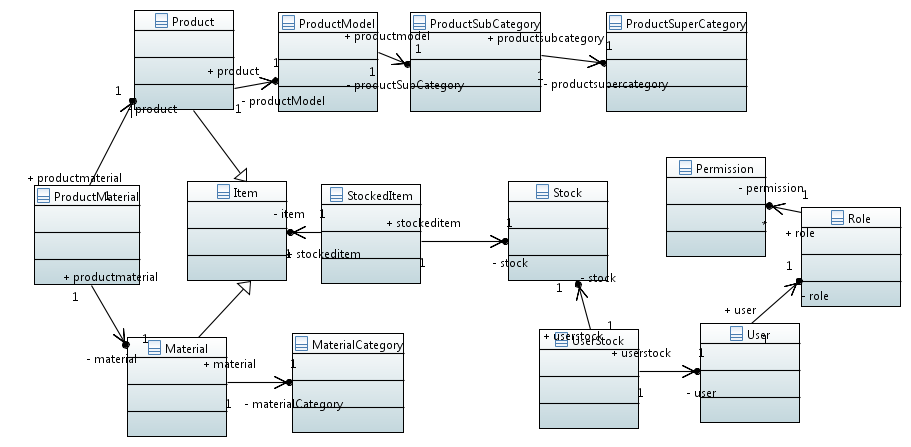 Product
ProductModel
ProductSubCategory
ProductSuperCategory
+ productmodel
1
- productSubCategory
1
+ productsubcategory
1
- productsupercategory
1
+ product
1
- productModel
1
1
- product
+ productmaterial
1
ProductMaterial
Item
StockedItem
Stock
Permission
Role
- item
1
+ stockeditem
1
+ stockeditem
1
- stock
1
- permission
1
+ role
*
+ productmaterial
1
- material
1
- stock
1
+ userstock
1
1
- role
+ user
1
Material
MaterialCategory
UserStock
User
+ material
1
- materialCategory
1
+ userstock
1
- user
1